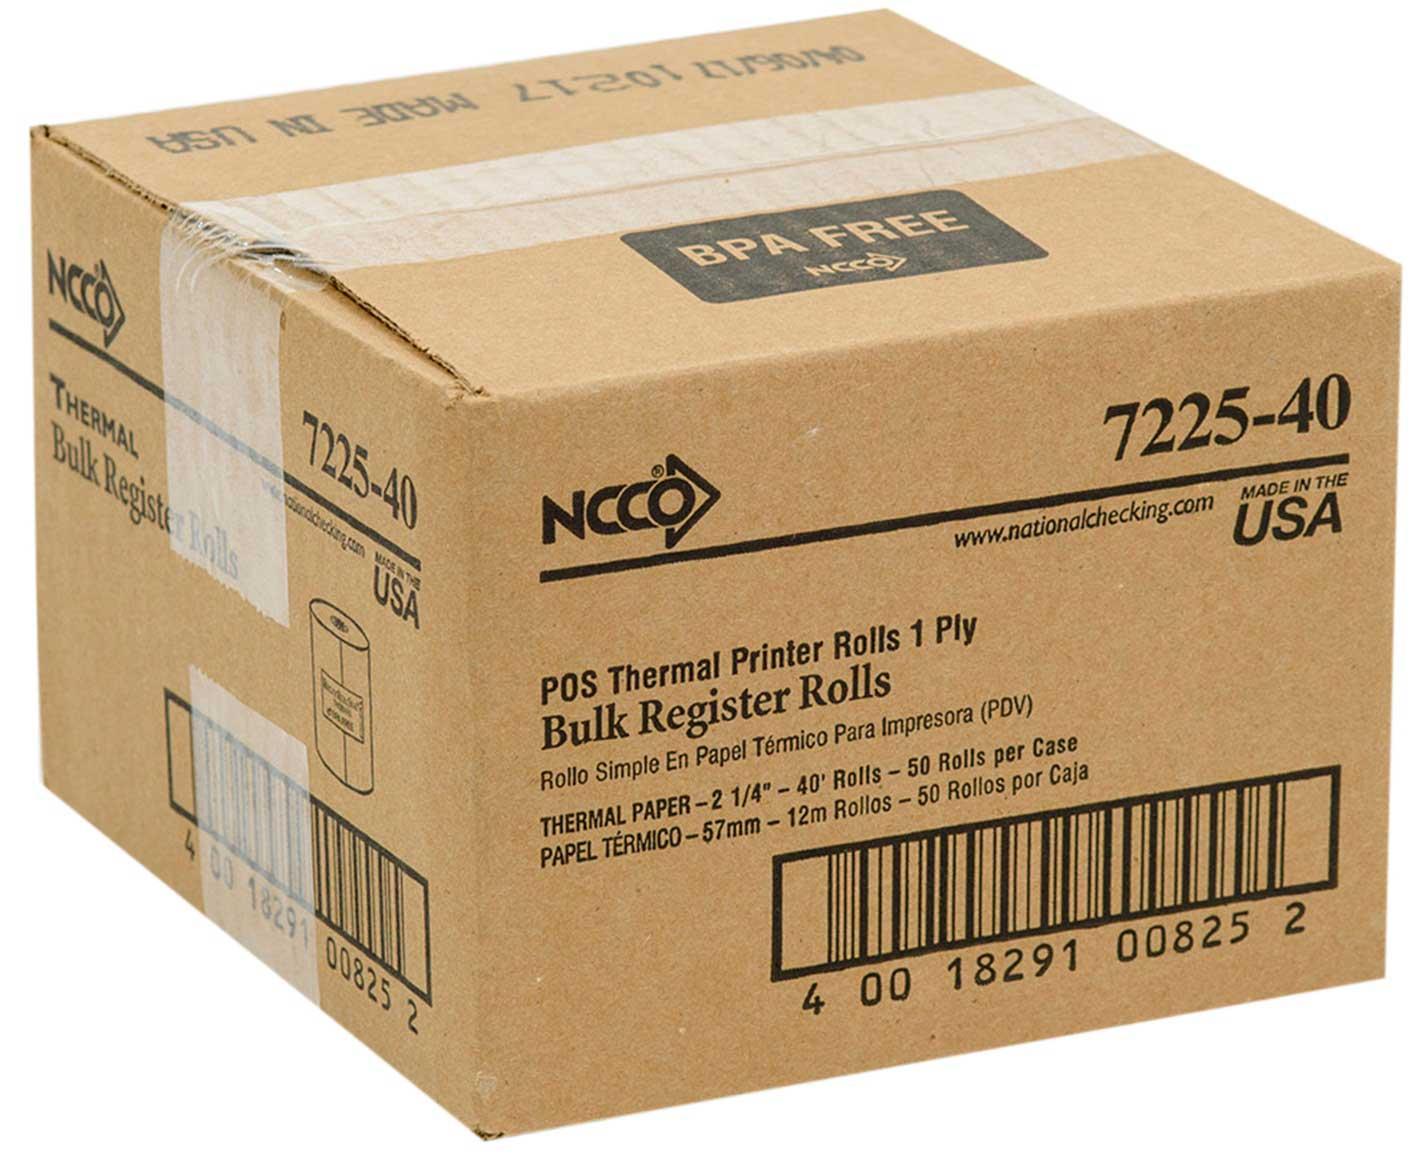 04/06/17 10217 MADE IN USA
BPA FREE
NCCO
NCCO®
THERMAL
Bulk Register Rolls
7225-40
www.nationalchecking.com
MADE IN THE
USA
4 00 18291 00825 2
NCCO®
7225-40
www.nationalchecking.com
MADE IN THE
USA
POS Thermal Printer Rolls 1 Ply
Bulk Register Rolls
Rollo Simple En Papel Térmico Para Impresora (PDV)
THERMAL PAPER – 2 1/4" – 40' Rolls – 50 Rolls per Case
PAPEL TÉRMICO – 57mm – 12m Rollos – 50 Rollos por Caja
4 00 18291 00825 2